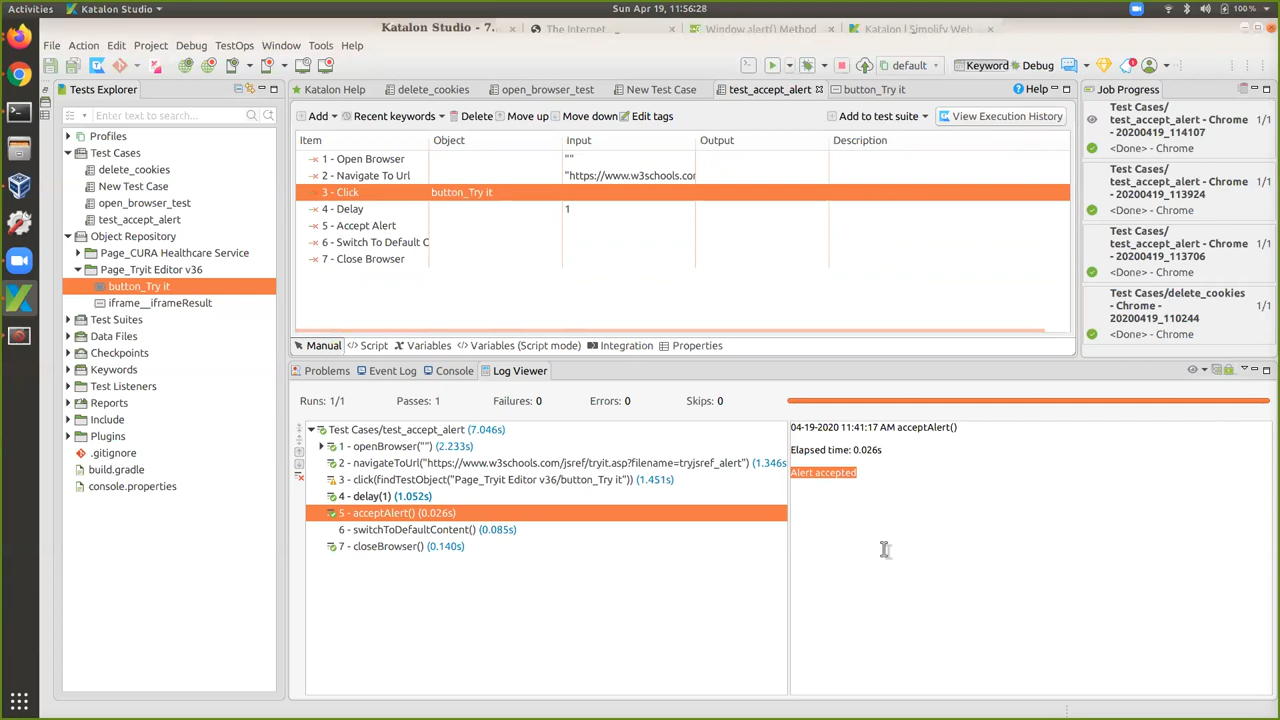 Activities
Katalon Studio
Sun Apr 19, 11:56:28
100 %
Katalon Studio - 7.
The Internet
Window alert() Method
Katalon | Simplify Web
File Action Edit Project Debug TestOps Window Tools Help
default
Keyword
Debug
Tests Explorer
Enter text to search...
Profiles
Test Cases
delete_cookies
New Test Case
open_browser_test
test_accept_alert
Object Repository
Page_CURA Healthcare Service
Page_Tryit Editor v36
button_Try it
iframe__iframeResult
Test Suites
Data Files
Checkpoints
Keywords
Test Listeners
Reports
Include
Plugins
.gitignore
build.gradle
console.properties
Katalon Help
delete_cookies
open_browser_test
New Test Case
test_accept_alert
button_Try it
Help
Add
Recent keywords
Delete
Move up
Move down
Edit tags
Add to test suite
View Execution History
Item Object Input Output Description
1 - Open Browser ""
2 - Navigate To Url "https://www.w3schools.cor
3 - Click button_Try it
4 - Delay 1
5 - Accept Alert
6 - Switch To Default C
7 - Close Browser
Manual
Script
Variables
Variables (Script mode)
Integration
Properties
Problems
Event Log
Console
Log Viewer
Runs: 1/1 Passes: 1 Failures: 0 Errors: 0 Skips: 0
Test Cases/test_accept_alert (7.046s)
1 - openBrowser("") (2.233s)
2 - navigateToUrl("https://www.w3schools.com/jsref/tryit.asp?filename=tryjsref_alert") (1.346s
3 - click(findTestObject("Page_Tryit Editor v36/button_Try it")) (1.451s)
4 - delay(1) (1.052s)
5 - acceptAlert() (0.026s)
6 - switchToDefaultContent() (0.085s)
7 - closeBrowser() (0.140s)
04-19-2020 11:41:17 AM acceptAlert()
Elapsed time: 0.026s
Alert accepted
Job Progress
Test Cases/
test_accept_alert - Chrome
- 20200419_114107
1/1
<Done> - Chrome
Test Cases/
test_accept_alert - Chrome
- 20200419_113924
1/1
<Done> - Chrome
Test Cases/
test_accept_alert - Chrome
- 20200419_113706
1/1
<Done> - Chrome
Test Cases/delete_cookies
- Chrome -
20200419_110244
1/1
<Done> - Chrome